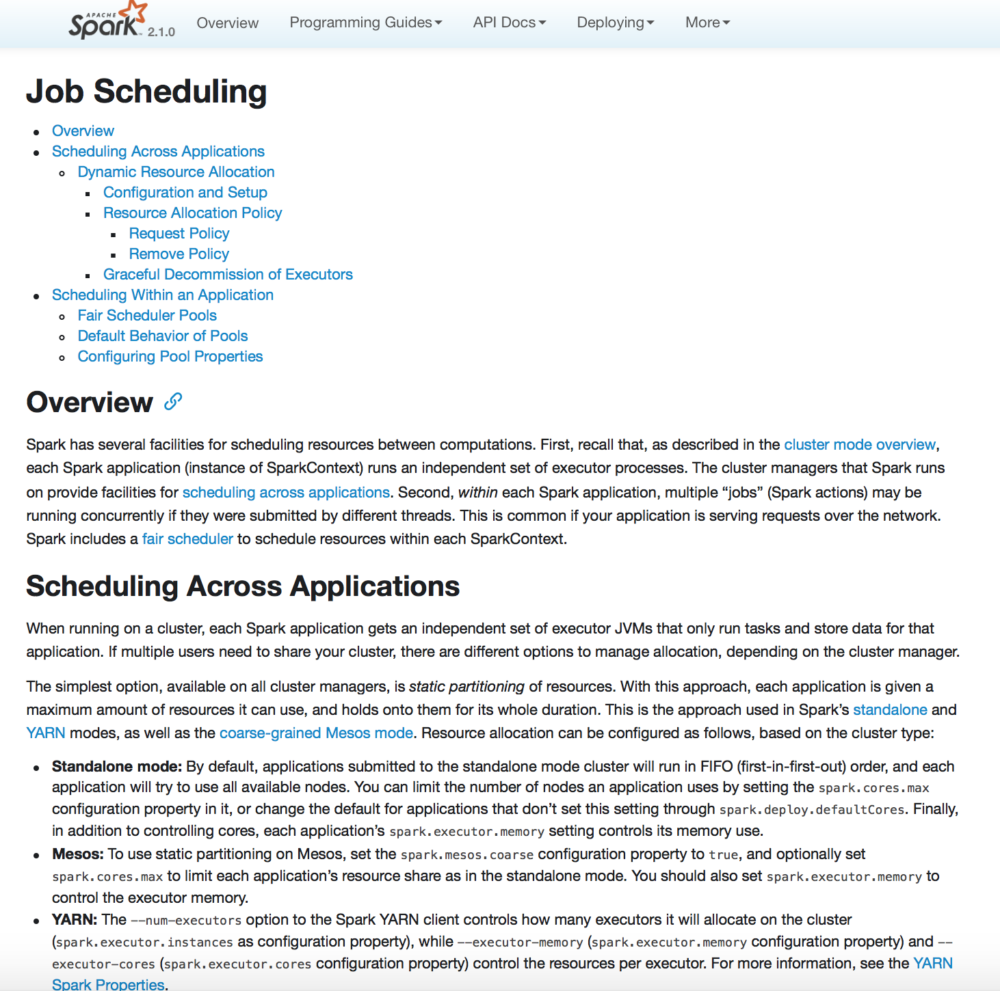 APACHE
Spark™ 2.1.0 Overview Programming Guides API Docs Deploying More
Job Scheduling
Overview
Scheduling Across Applications
Dynamic Resource Allocation
Configuration and Setup
Resource Allocation Policy
Request Policy
Remove Policy
Graceful Decommission of Executors
Scheduling Within an Application
Fair Scheduler Pools
Default Behavior of Pools
Configuring Pool Properties
Overview
Spark has several facilities for scheduling resources between computations. First, recall that, as described in the cluster mode overview,
each Spark application (instance of SparkContext) runs an independent set of executor processes. The cluster managers that Spark runs
on provide facilities for scheduling across applications. Second, within each Spark application, multiple “jobs” (Spark actions) may be
running concurrently if they were submitted by different threads. This is common if your application is serving requests over the network.
Spark includes a fair scheduler to schedule resources within each SparkContext.
Scheduling Across Applications
When running on a cluster, each Spark application gets an independent set of executor JVMs that only run tasks and store data for that
application. If multiple users need to share your cluster, there are different options to manage allocation, depending on the cluster manager.
The simplest option, available on all cluster managers, is static partitioning of resources. With this approach, each application is given a
maximum amount of resources it can use, and holds onto them for its whole duration. This is the approach used in Spark’s standalone and
YARN modes, as well as the coarse-grained Mesos mode. Resource allocation can be configured as follows, based on the cluster type:
Standalone mode: By default, applications submitted to the standalone mode cluster will run in FIFO (first-in-first-out) order, and each
application will try to use all available nodes. You can limit the number of nodes an application uses by setting the spark.cores.max
configuration property in it, or change the default for applications that don’t set this setting through spark.deploy.defaultCores. Finally,
in addition to controlling cores, each application’s spark.executor.memory setting controls its memory use.
Mesos: To use static partitioning on Mesos, set the spark.mesos.coarse configuration property to true, and optionally set
spark.cores.max to limit each application’s resource share as in the standalone mode. You should also set spark.executor.memory to
control the executor memory.
YARN: The --num-executors option to the Spark YARN client controls how many executors it will allocate on the cluster
(spark.executor.instances as configuration property), while --executor-memory (spark.executor.memory configuration property) and --
executor-cores (spark.executor.cores configuration property) control the resources per executor. For more information, see the YARN
Spark Properties.